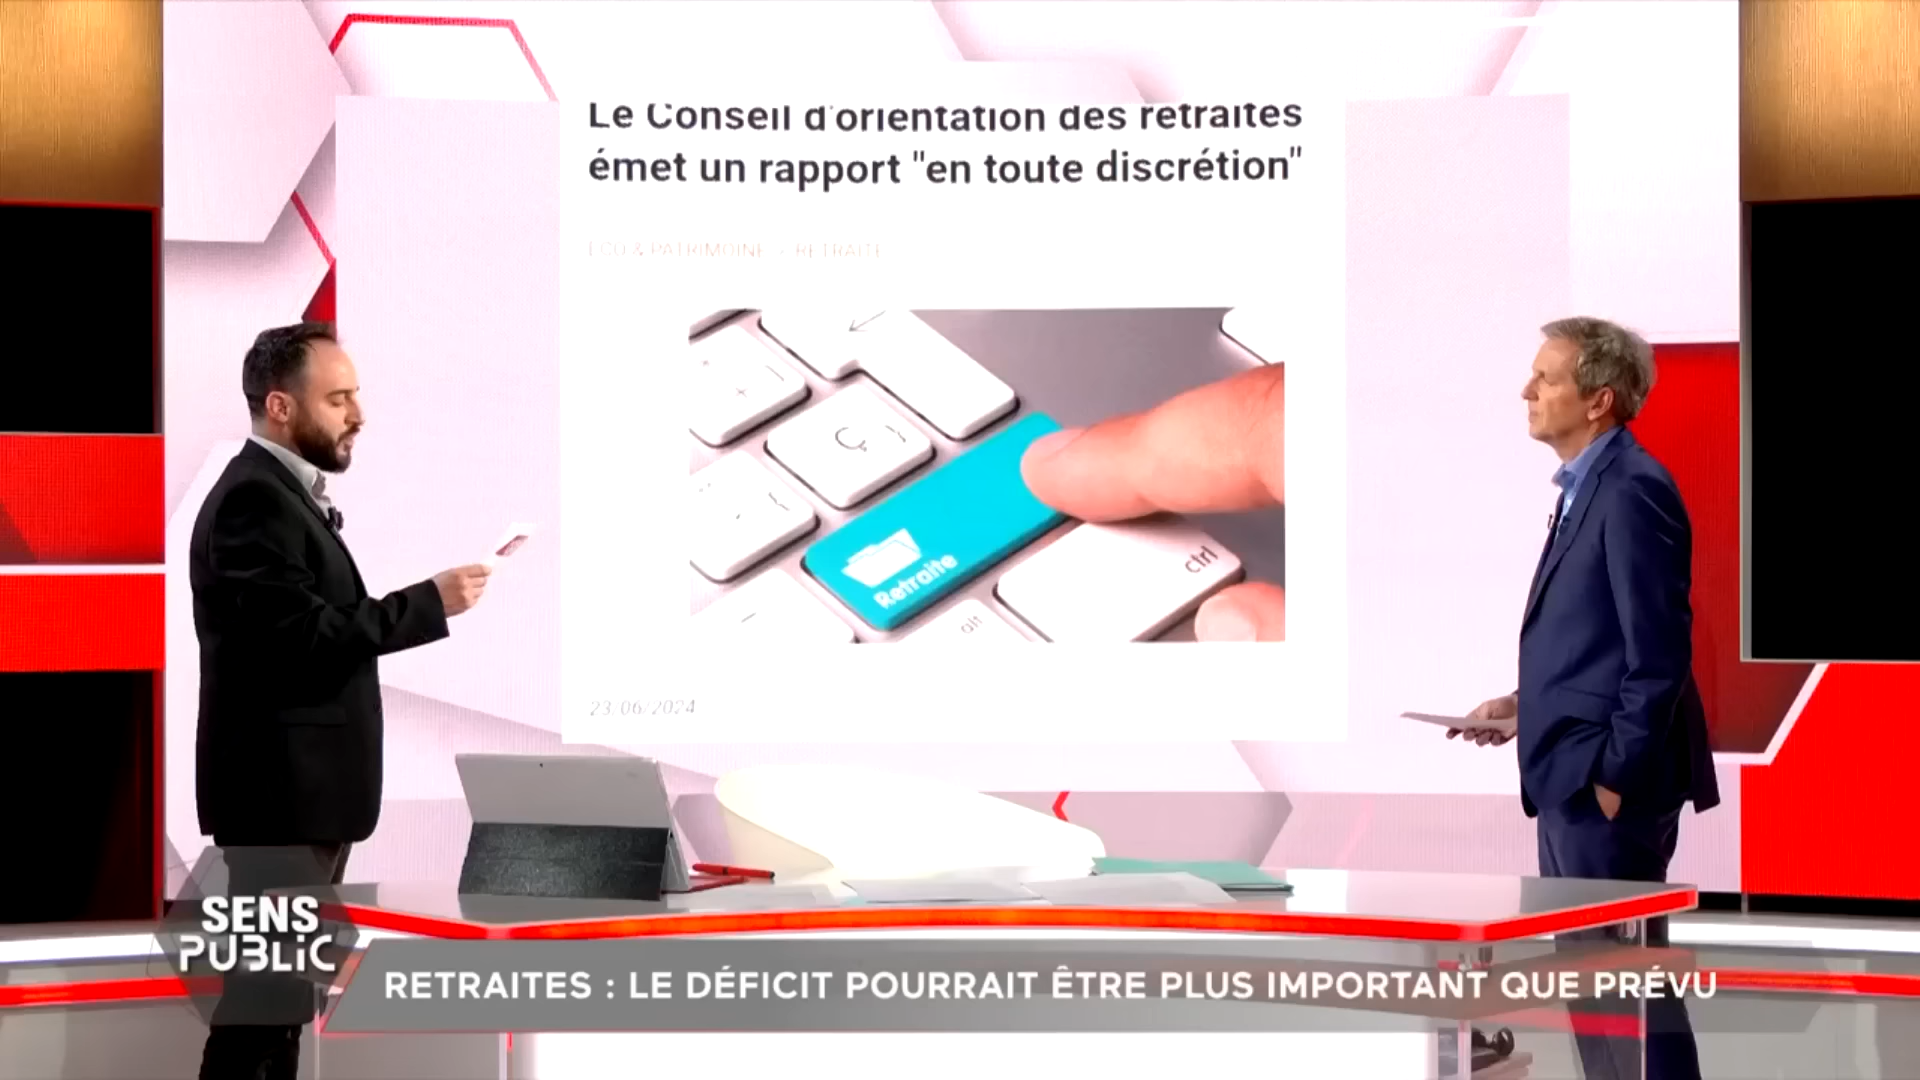 Le Conseil d'orientation des retraites
émet un rapport "en toute discrétion"
ECO & PATRIMOINE > RETRAITE
Ç
Retraite
ctrl
alt
23/06/2024
SENS
PUBLiC
RETRAITES : LE DÉFICIT POURRAIT ÊTRE PLUS IMPORTANT QUE PRÉVU